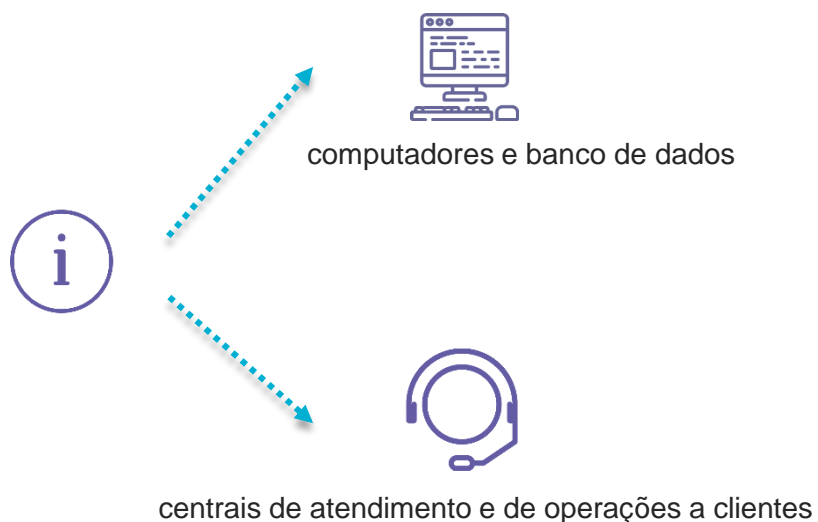 computadores e banco de dados
i
centrais de atendimento e de operações a clientes